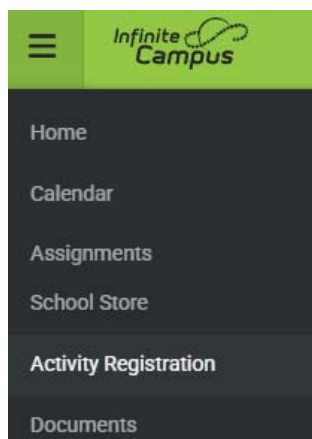 Infinite
Campus
Home
Calendar
Assignments
School Store
Activity Registration
Documents